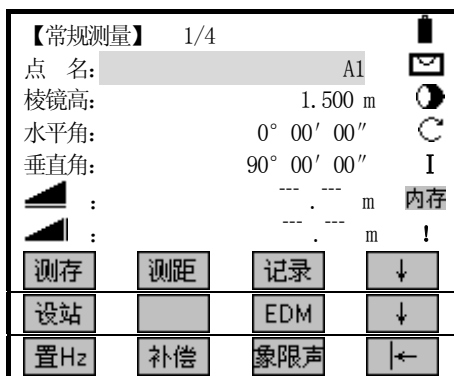 【常规测量】 1/4
点 名: A1
棱镜高: 1.500 m
水平角: 0° 00′ 00″
垂直角: 90° 00′ 00″ I
: --- . --- m 内存
: --- . --- m !
测存 测距 记录 ↓
设站 EDM ↓
置Hz 补偿 象限声 |←